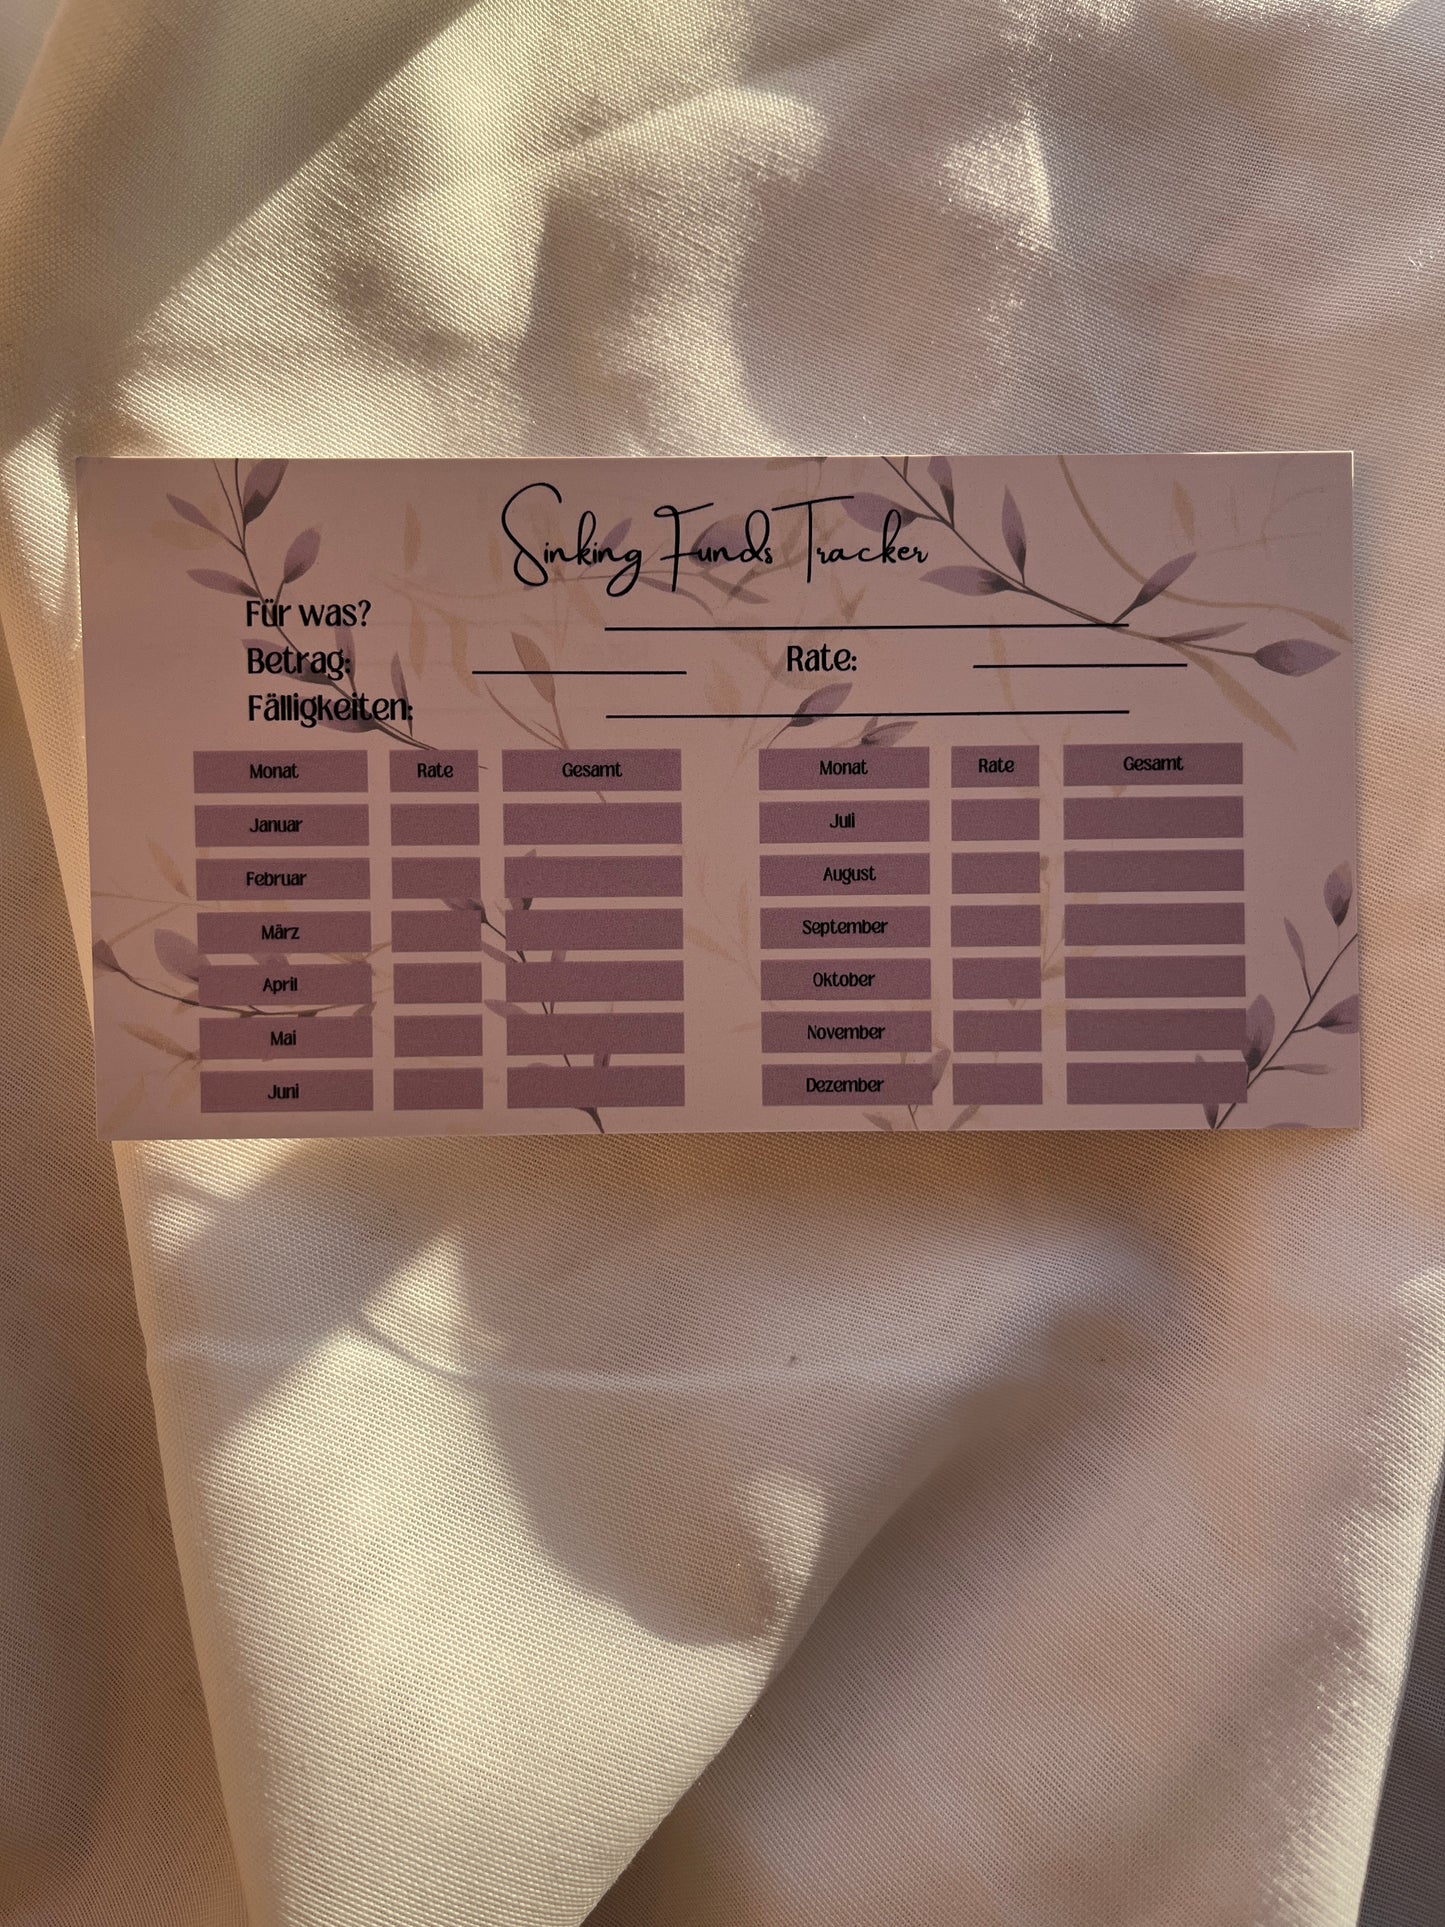 Sinking Funds Tracker
Für was?
Betrag: Rate:
Fälligkeiten:
Monat Rate Gesamt Monat Rate Gesamt
Januar Juli
Februar August
März September
April Oktober
Mai November
Juni Dezember